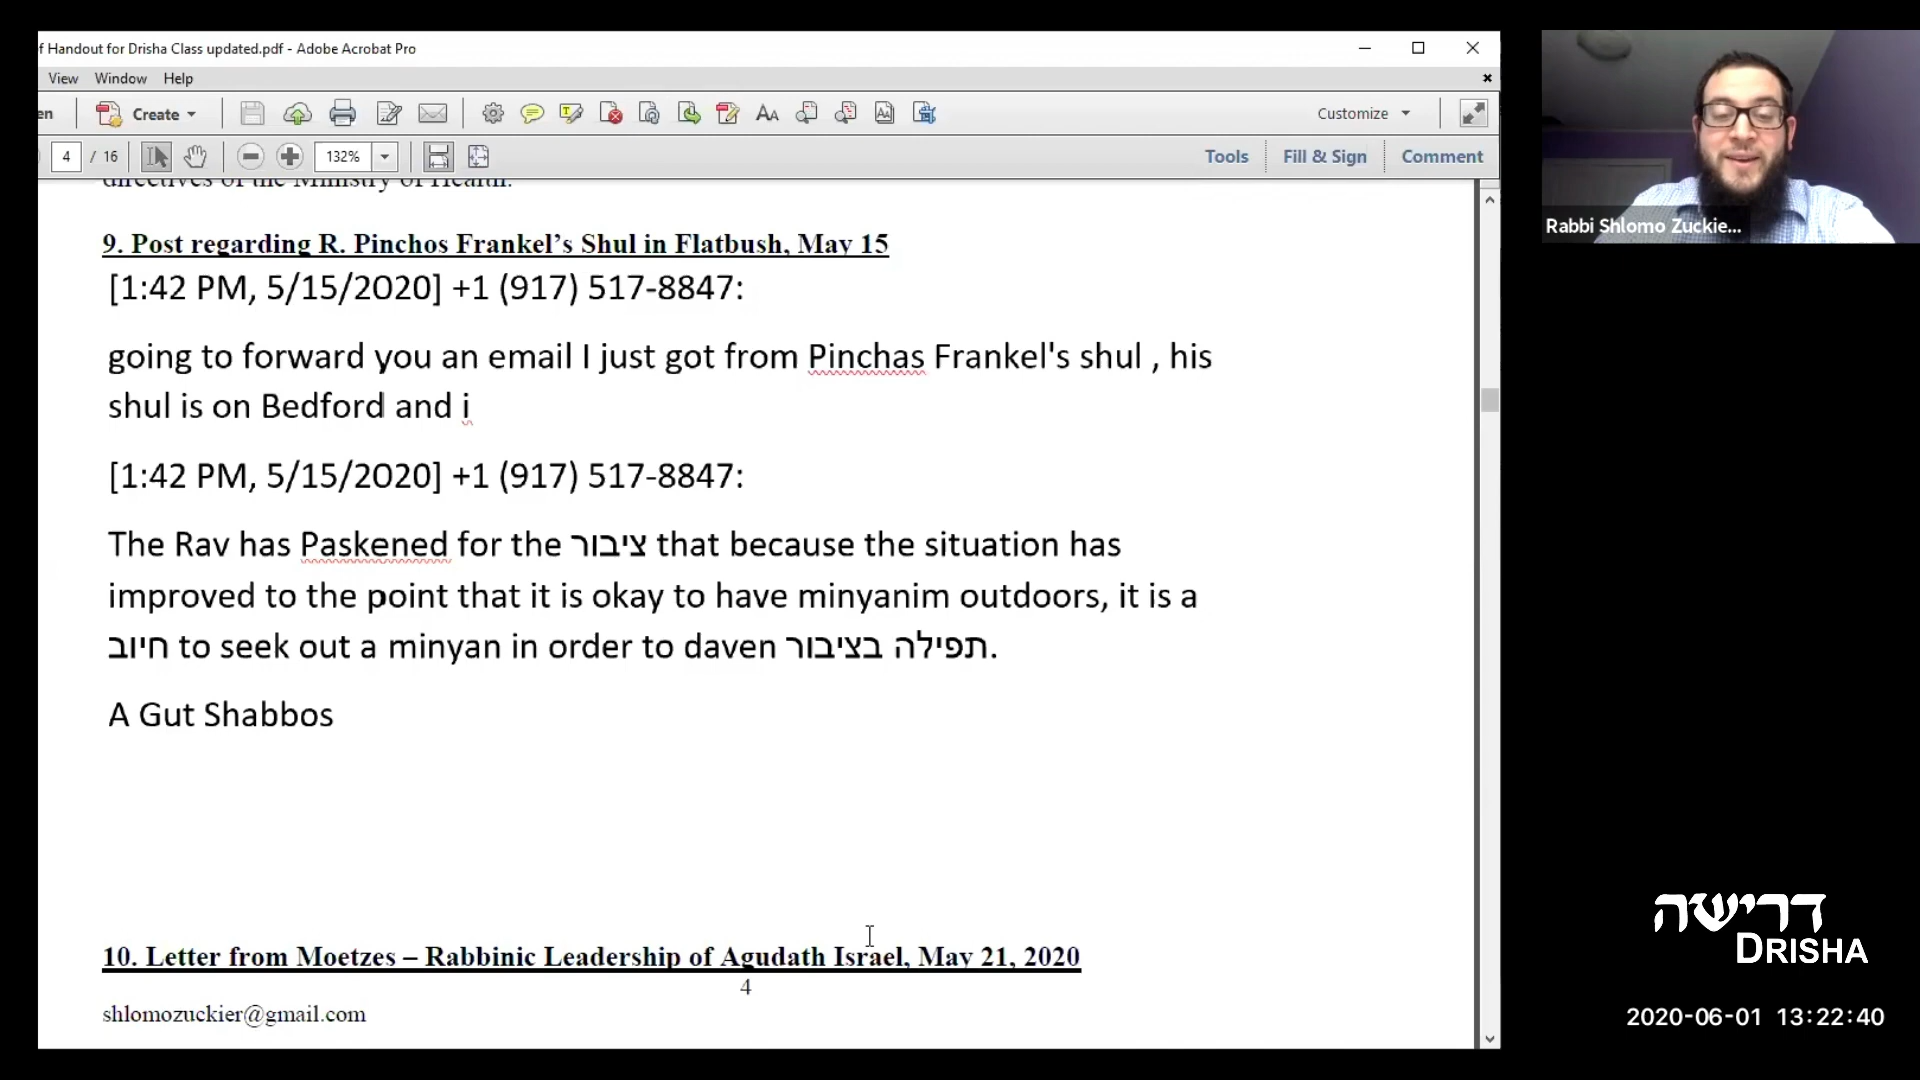 f Handout for Drisha Class updated.pdf - Adobe Acrobat Pro
View Window Help
en Create Customize
4 / 16 132% Tools Fill & Sign Comment
directives of the Ministry of Health.
9. Post regarding R. Pinchos Frankel's Shul in Flatbush, May 15
[1:42 PM, 5/15/2020] +1 (917) 517-8847:
going to forward you an email I just got from Pinchas Frankel's shul , his
shul is on Bedford and i
[1:42 PM, 5/15/2020] +1 (917) 517-8847:
The Rav has Paskened for the ציבור that because the situation has
improved to the point that it is okay to have minyanim outdoors, it is a
חיוב to seek out a minyan in order to daven תפילה בציבור.
A Gut Shabbos
10. Letter from Moetzes – Rabbinic Leadership of Agudath Israel, May 21, 2020
4
shlomozuckier@gmail.com
Rabbi Shlomo Zuckie...
דרישה
DRISHA
2020-06-01 13:22:40